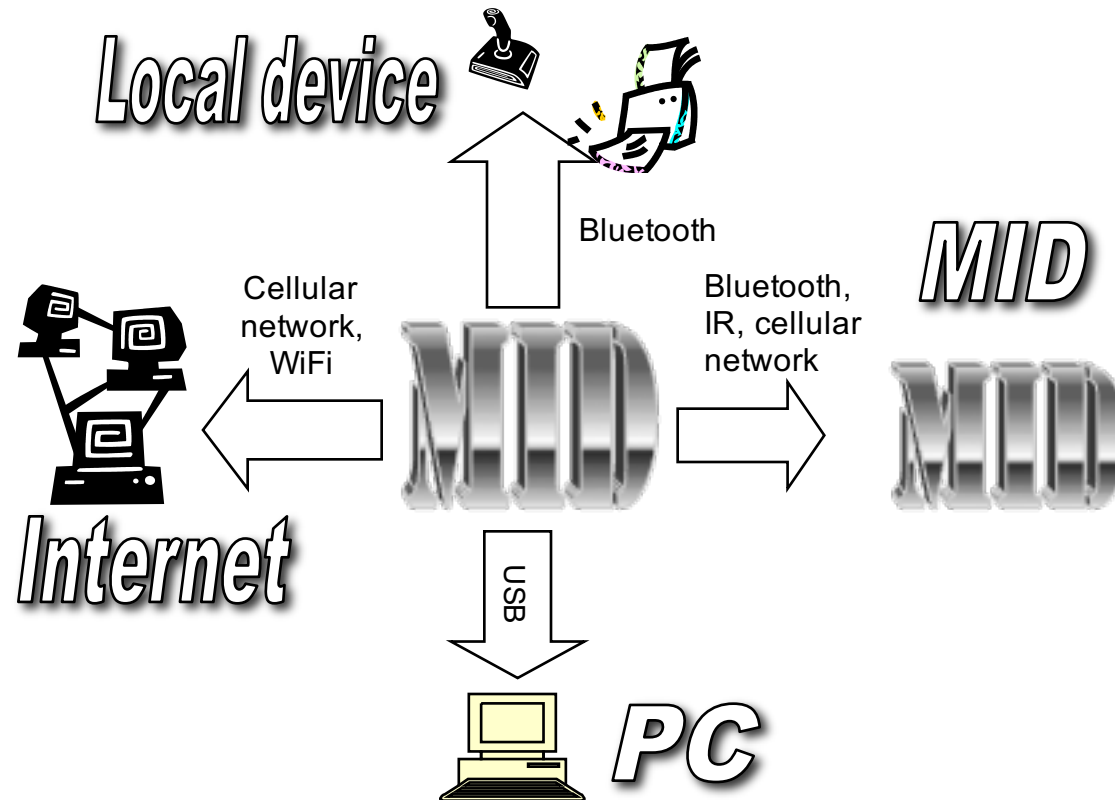 Local device
Bluetooth
MID
Cellular
network,
WiFi
Bluetooth,
IR, cellular
network
MID
MID
Internet
USB
PC